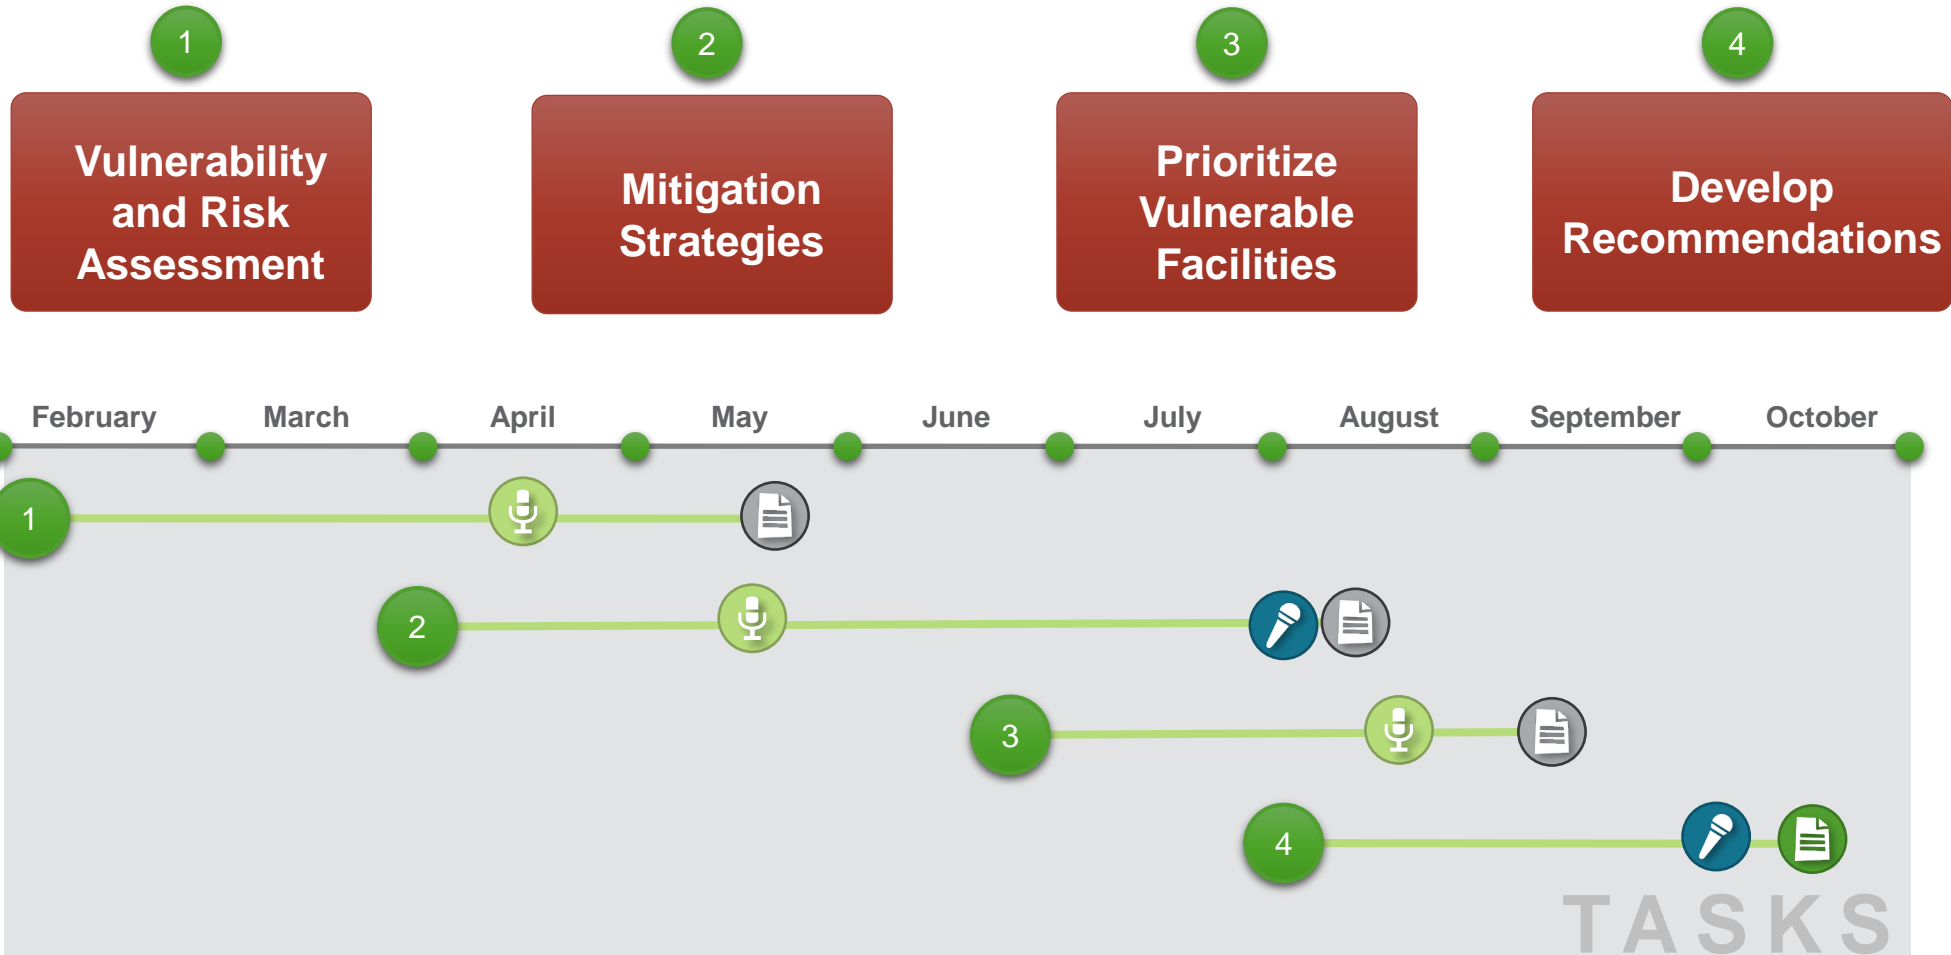 1
2
3
4
Vulnerability
and Risk
Assessment
Mitigation
Strategies
Prioritize
Vulnerable
Facilities
Develop
Recommendations
February March April May June July August September October
1
2
3
4
TASKS